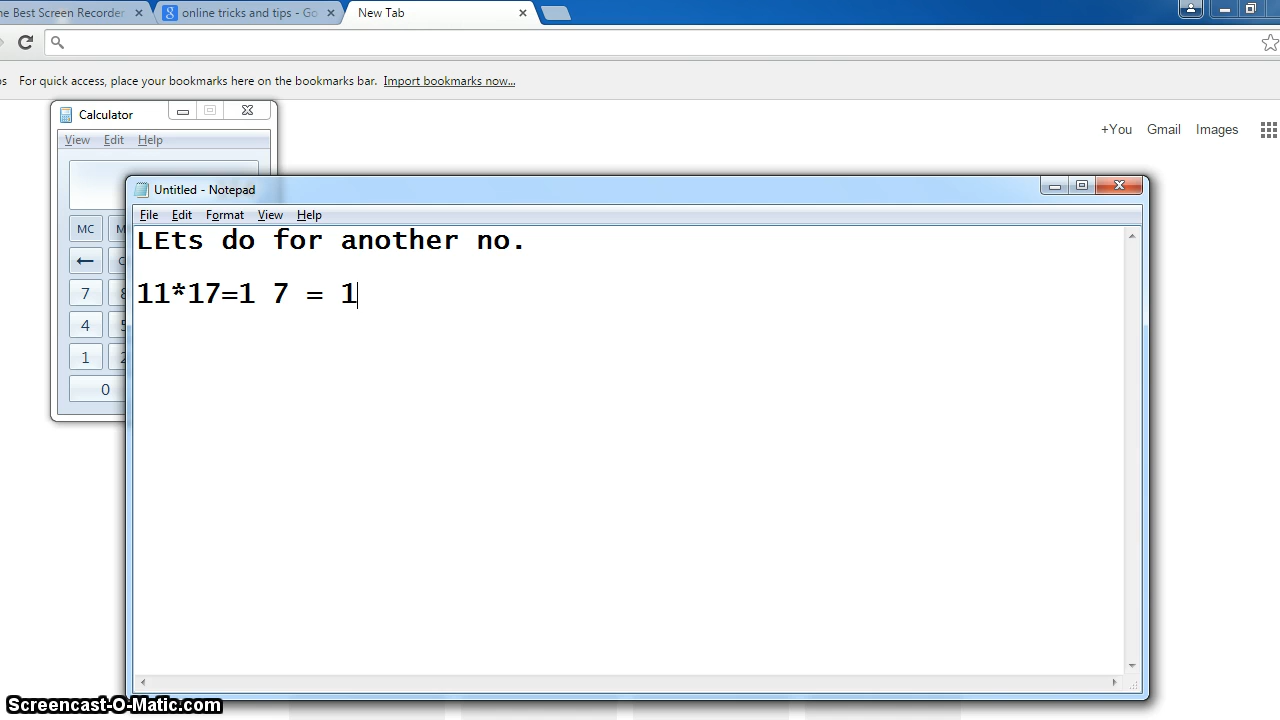 he Best Screen Recorder
online tricks and tips - Go
New Tab
For quick access, place your bookmarks here on the bookmarks bar. Import bookmarks now...
Calculator
View Edit Help
+You Gmail Images
Untitled - Notepad
File Edit Format View Help
MC
LEts do for another no.
←
7
11*17=1 7 = 1
4
1
0
Screencast-O-Matic.com